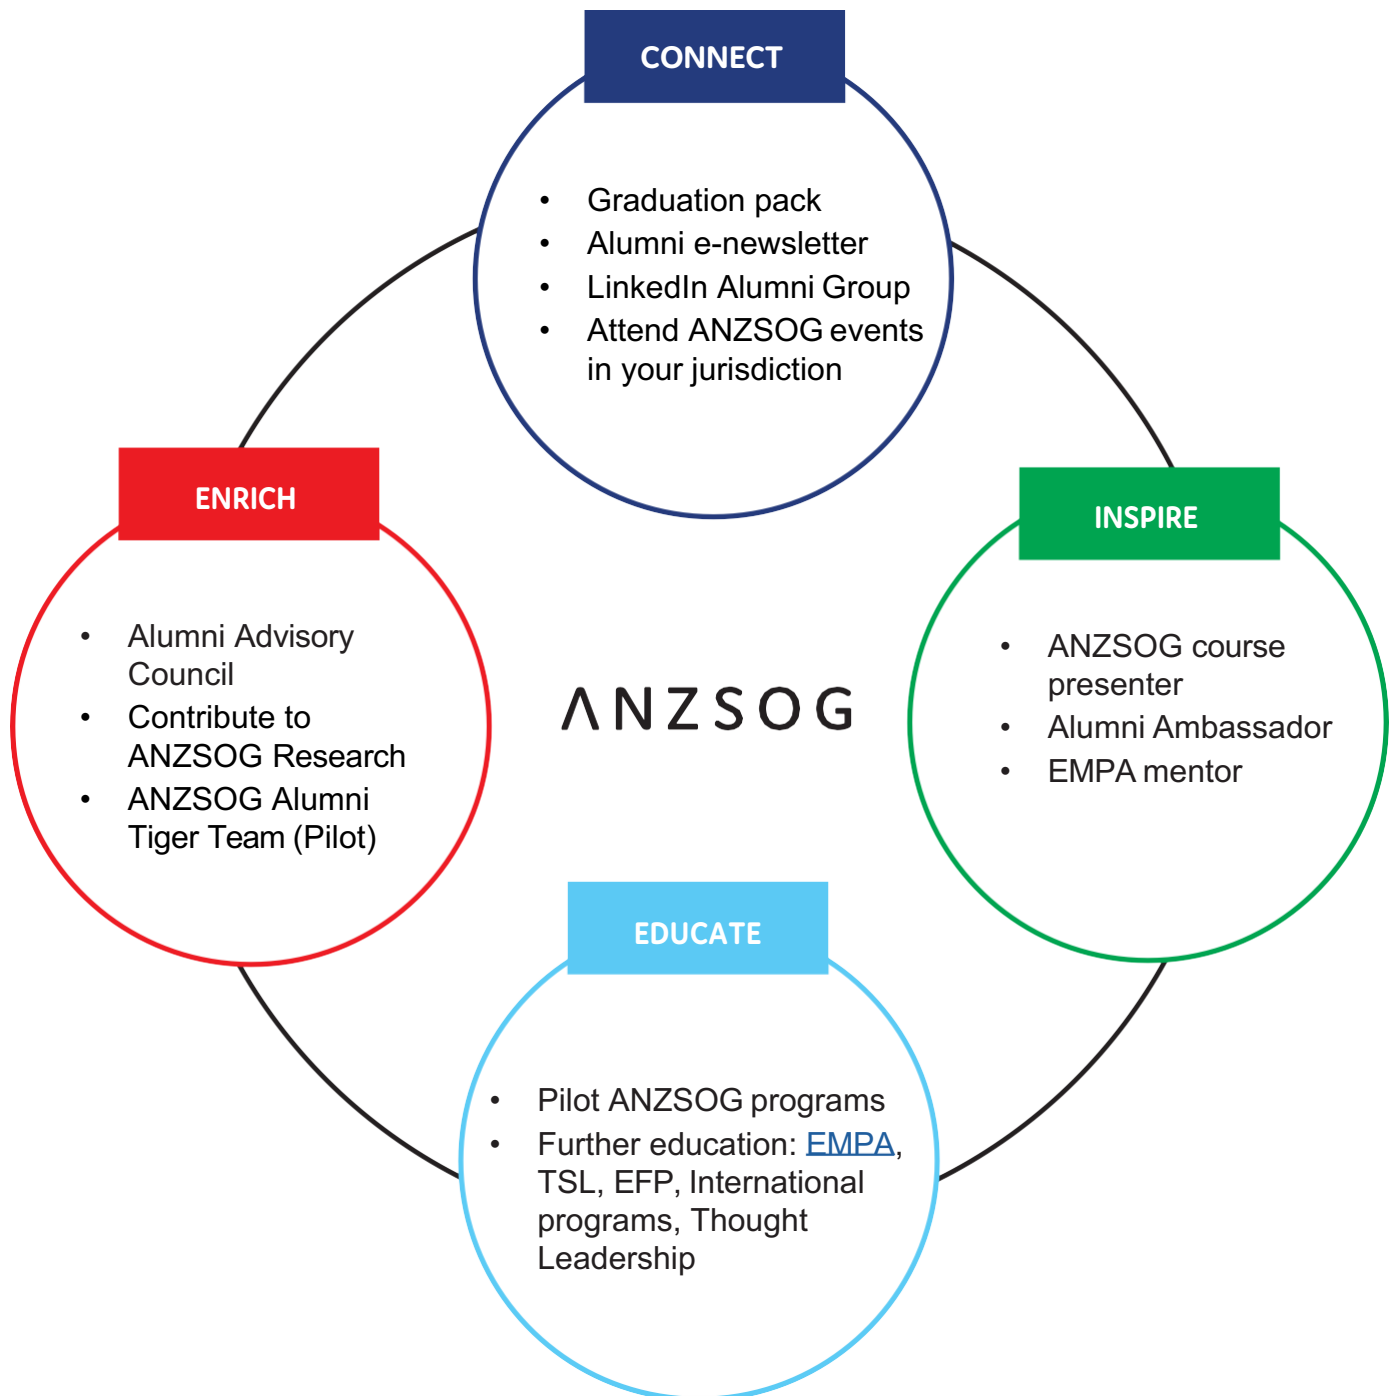 CONNECT
• Graduation pack
• Alumni e-newsletter
• LinkedIn Alumni Group
• Attend ANZSOG events
in your jurisdiction
ENRICH
• Alumni Advisory
Council
• Contribute to
ANZSOG Research
• ANZSOG Alumni
Tiger Team (Pilot)
ANZSOG
INSPIRE
• ANZSOG course
presenter
• Alumni Ambassador
• EMPA mentor
EDUCATE
• Pilot ANZSOG programs
• Further education: EMPA,
TSL, EFP, International
programs, Thought
Leadership